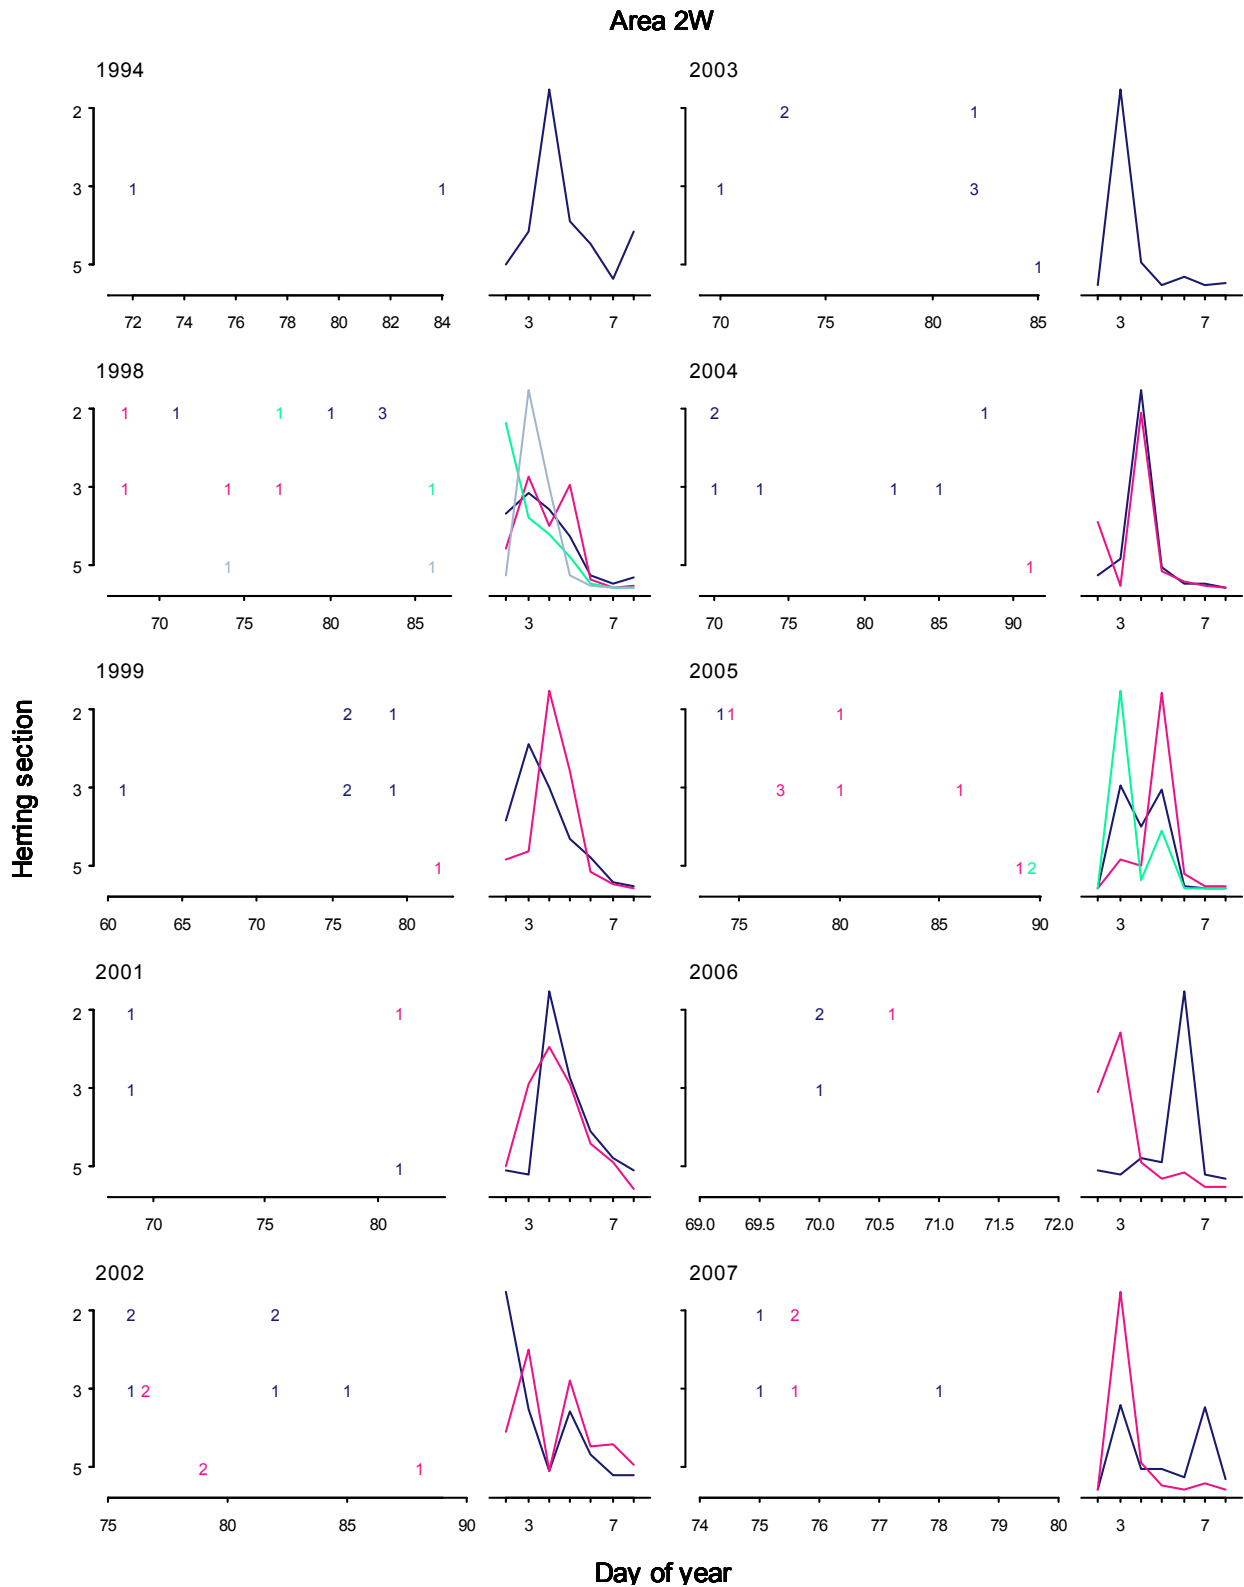 Area 2W
1994
2003
2
2 1
3 1 1
1 3
5
1
72 74 76 78 80 82 84 3 7
70 75 80 85 3 7
1998
2004
2 1 1 1 1 3
2 1
3 1 1 1 1
1 1 1 1
5 1 1
1
70 75 80 85 3 7
70 75 80 85 90 3 7
1999
2005
2 2 1
1 1 1
3 1 2 1
3 1 1
5 1
1 2
60 65 70 75 80 3 7
75 80 85 90 3 7
Herring section
2001
2006
2 1 1
2 1
3 1
1
5 1
70 75 80 3 7
69.0 69.5 70.0 70.5 71.0 71.5 72.0 3 7
2002
2007
2 2 2
1 2
3 1 2 1 1
1 1 1
5 2 1
75 80 85 90 3 7
74 75 76 77 78 79 80 3 7
Day of year